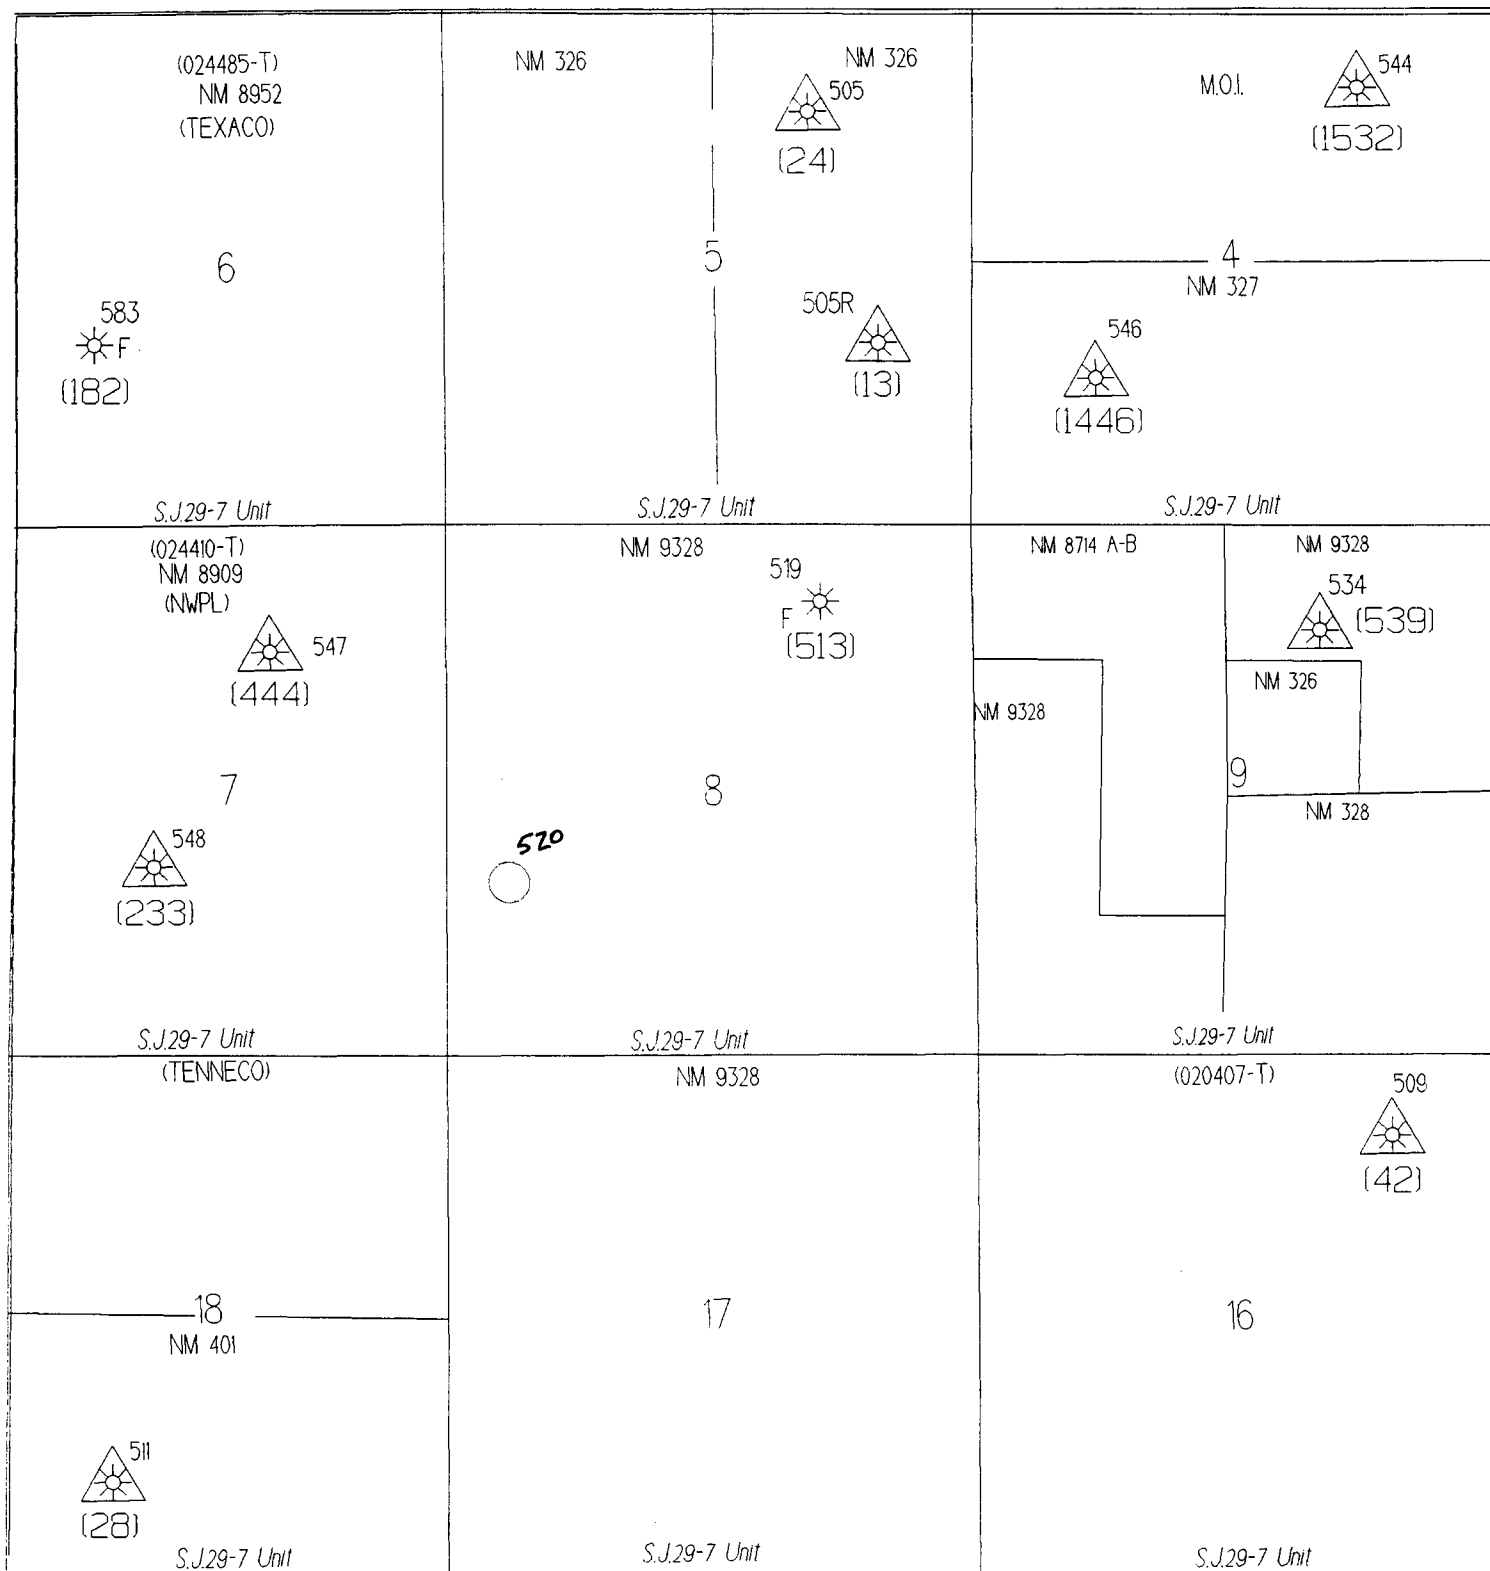 (024485-T)
NM 8952
(TEXACO)
6
583
F
(182)
S.J.29-7 Unit
NM 326
NM 326
505
(24)
5
505R
(13)
S.J.29-7 Unit
M.O.I.
544
(1532)
4
NM 327
546
(1446)
S.J.29-7 Unit
(024410-T)
NM 8909
(NWPL)
547
(444)
7
548
(233)
S.J.29-7 Unit
NM 9328
519
F
(513)
8
520
S.J.29-7 Unit
NM 8714 A-B
NM 9328
534
(539)
NM 326
NM 9328
9
NM 328
S.J.29-7 Unit
(TENNECO)
18
NM 401
511
(28)
S.J.29-7 Unit
NM 9328
17
S.J.29-7 Unit
(020407-T)
509
(42)
16
S.J.29-7 Unit